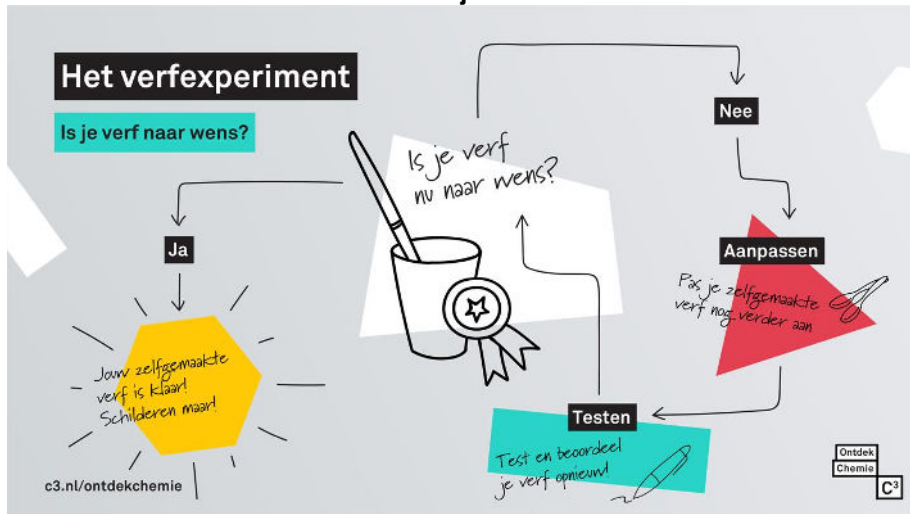 Het verfexperiment
Is je verf naar wens?
Is je verf
nu naar wens?
Nee
Ja
Aanpassen
Pas je zelfgemaakte
verf nog verder aan
Jouw zelfgemaakte
verf is klaar!
Schilderen maar!
Testen
Test en beoordeel
je verf opnieuw!
c3.nl/ontdekchemie
Ontdek
Chemie
C³